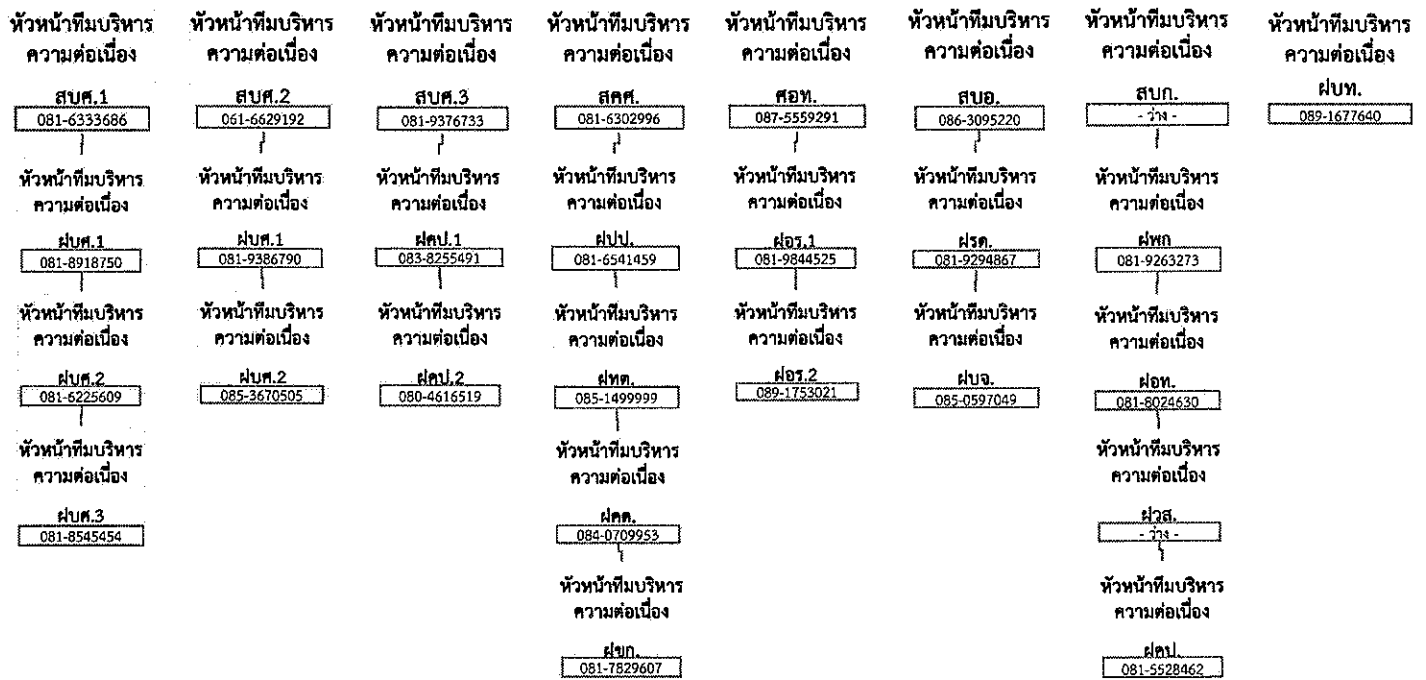 หัวหน้าทีมบริหาร
ความต่อเนื่อง
สบศ.1
081-6333686
หัวหน้าทีมบริหาร
ความต่อเนื่อง
ฝบศ.1
081-8918750
หัวหน้าทีมบริหาร
ความต่อเนื่อง
ฝบศ.2
081-6225609
หัวหน้าทีมบริหาร
ความต่อเนื่อง
ฝบศ.3
081-8545454
หัวหน้าทีมบริหาร
ความต่อเนื่อง
สบศ.2
061-6629192
หัวหน้าทีมบริหาร
ความต่อเนื่อง
ฝบศ.1
081-9386790
หัวหน้าทีมบริหาร
ความต่อเนื่อง
ฝบศ.2
085-3670505
หัวหน้าทีมบริหาร
ความต่อเนื่อง
สบศ.3
081-9376733
หัวหน้าทีมบริหาร
ความต่อเนื่อง
ฝคป.1
083-8255491
หัวหน้าทีมบริหาร
ความต่อเนื่อง
ฝคป.2
080-4616519
หัวหน้าทีมบริหาร
ความต่อเนื่อง
สคศ.
081-6302996
หัวหน้าทีมบริหาร
ความต่อเนื่อง
ฝปป.
081-6541459
หัวหน้าทีมบริหาร
ความต่อเนื่อง
ฝทต.
085-1499999
หัวหน้าทีมบริหาร
ความต่อเนื่อง
ฝคต.
084-0709953
หัวหน้าทีมบริหาร
ความต่อเนื่อง
ฝขก.
081-7829607
หัวหน้าทีมบริหาร
ความต่อเนื่อง
ศอท.
087-5559291
หัวหน้าทีมบริหาร
ความต่อเนื่อง
ฝอร.1
081-9844525
หัวหน้าทีมบริหาร
ความต่อเนื่อง
ฝอร.2
089-1753021
หัวหน้าทีมบริหาร
ความต่อเนื่อง
สบอ.
086-3095220
หัวหน้าทีมบริหาร
ความต่อเนื่อง
ฝรด.
081-9294867
หัวหน้าทีมบริหาร
ความต่อเนื่อง
ฝบจ.
085-0597049
หัวหน้าทีมบริหาร
ความต่อเนื่อง
สบก.
- ว่าง -
หัวหน้าทีมบริหาร
ความต่อเนื่อง
ฝพก
081-9263273
หัวหน้าทีมบริหาร
ความต่อเนื่อง
ฝอท.
081-8024630
หัวหน้าทีมบริหาร
ความต่อเนื่อง
ฝวส.
- ว่าง -
หัวหน้าทีมบริหาร
ความต่อเนื่อง
ฝคป.
081-5528462
หัวหน้าทีมบริหาร
ความต่อเนื่อง
ฝบท.
089-1677640